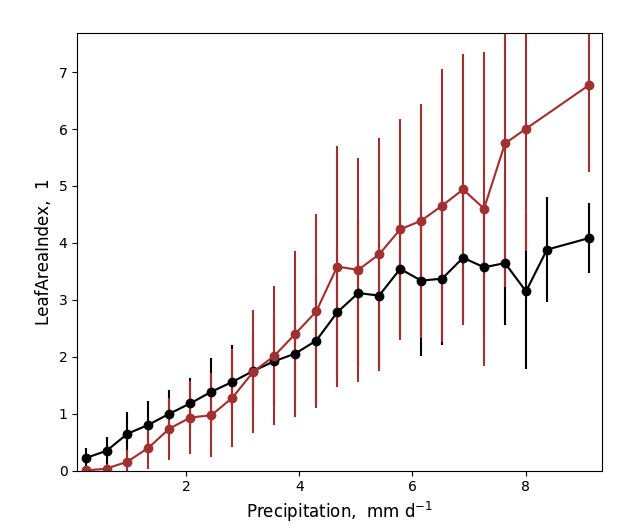 7
6
5
4
3
2
1
0
LeafAreaIndex, 1
2 4 6 8
Precipitation, mm d⁻¹